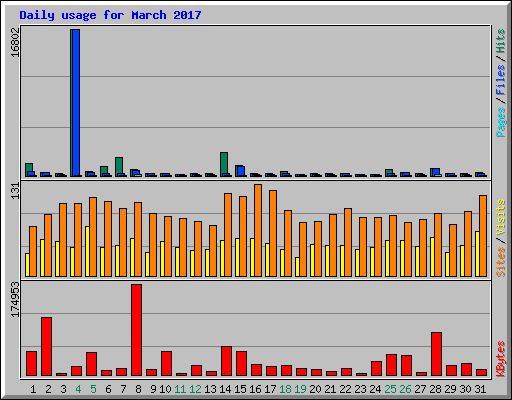 Daily usage for March 2017
16802
Pages / Files / Hits
131
Sites / Visits
174953
KBytes
1 2 3 4 5 6 7 8 9 10 11 12 13 14 15 16 17 18 19 20 21 22 23 24 25 26 27 28 29 30 31